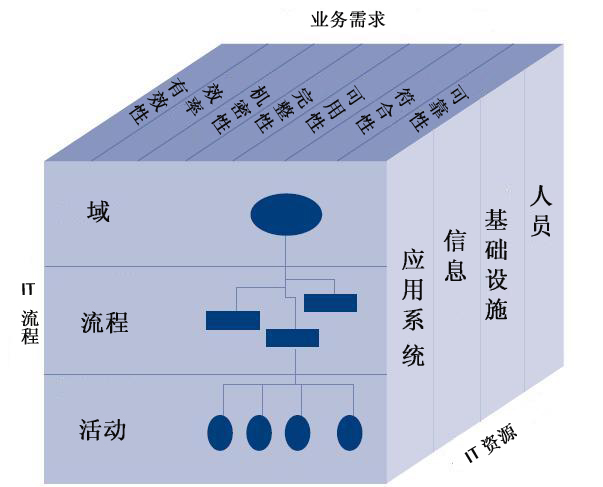 业务需求
有效性
效率性
机密性
完整性
可用性
符合性
可靠性
域
流程
活动
IT
流程
应用系统
信息
基础设施
人员
IT 资源